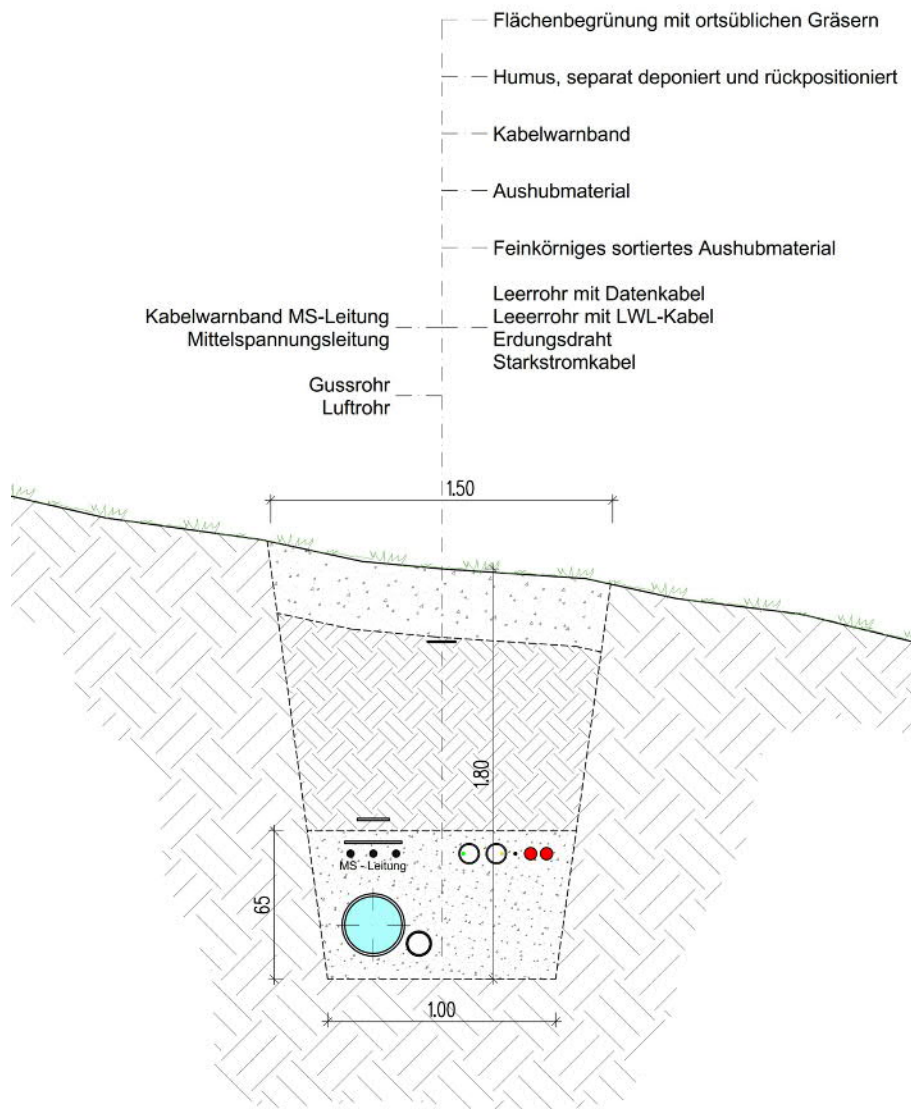 Flächenbegrünung mit ortsüblichen Gräsern
Humus, separat deponiert und rückpositioniert
Kabelwarnband
Aushubmaterial
Feinkörniges sortiertes Aushubmaterial
Leerrohr mit Datenkabel
Leeerrohr mit LWL-Kabel
Erdungsdraht
Starkstromkabel
Kabelwarnband MS-Leitung
Mittelspannungsleitung
Gussrohr
Luftrohr
1.50
1.80
MS - Leitung
65
1.00